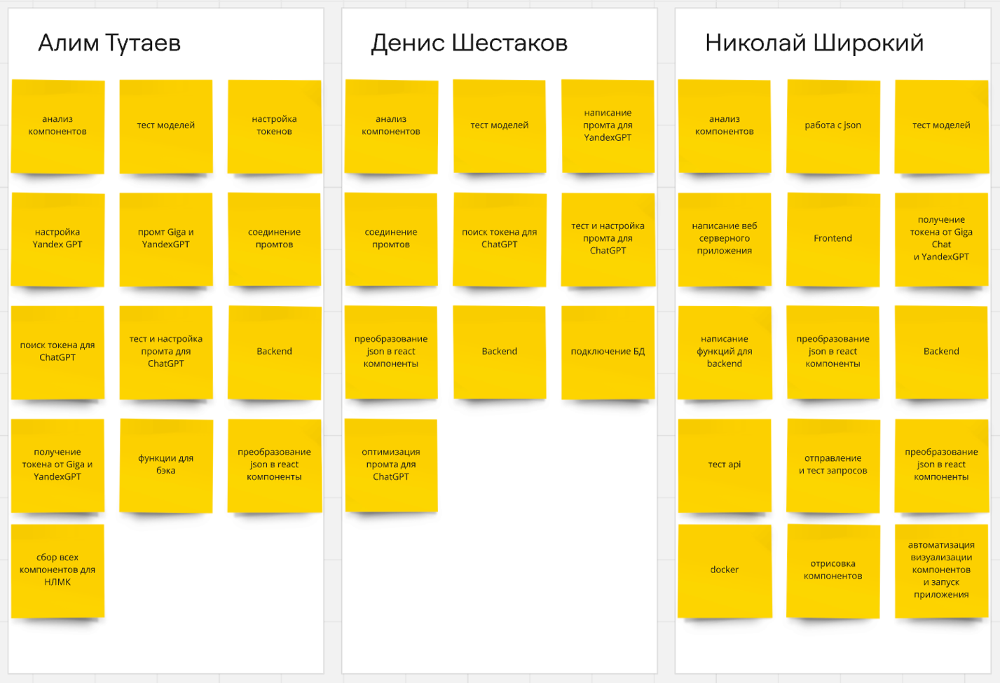 Алим Тутаев
анализ
компонентов
тест моделей
настройка
токенов
настройка
Yandex GPT
промт Giga и
YandexGPT
соединение
промтов
поиск токена для
ChatGPT
тест и настройка
промта для
ChatGPT
Backend
получение
токена от Giga и
YandexGPT
функции для
бэка
преобразование
json в react
компоненты
сбор всех
компонентов для
НЛМК
Денис Шестаков
анализ
компонентов
тест моделей
написание
промта для
YandexGPT
соединение
промтов
поиск токена для
ChatGPT
тест и настройка
промта для
ChatGPT
преобразование
json в react
компоненты
Backend
подключение БД
оптимизация
промта для
ChatGPT
Николай Широкий
анализ
компонентов
работа с json
тест моделей
написание веб
серверного
приложения
Frontend
получение
токена от Giga
Chat
и YandexGPT
написание
функций для
backend
преобразование
json в react
компоненты
Backend
тест api
отправление
и тест запросов
преобразование
json в react
компоненты
docker
отрисовка
компонентов
автоматизация
визуализации
компонентов
и запуск
приложения